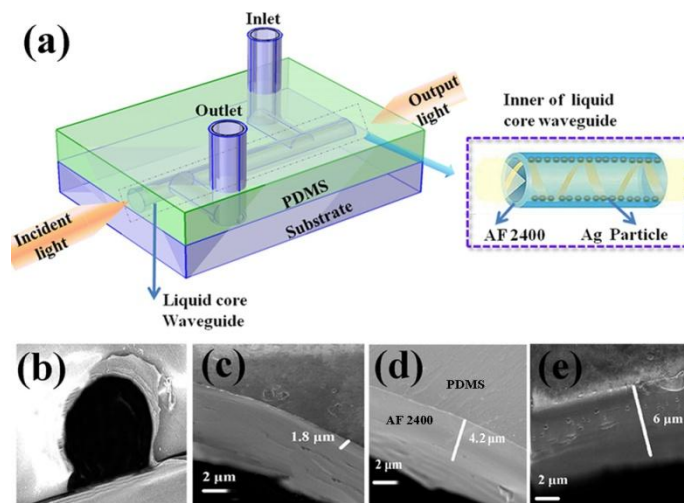 (a)
Inlet
Outlet
Output
light
Inner of liquid
core waveguide
PDMS
Substrate
Incident
light
AF 2400
Ag Particle
Liquid core
Waveguide
(b)
(c)
1.8 μm
2 μm
(d)
PDMS
AF 2400
4.2 μm
2 μm
(e)
6 μm
2 μm